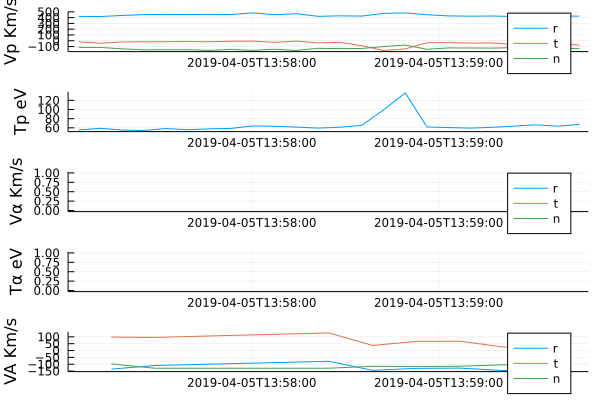 Vp Km/s
500
−100
2019-04-05T13:58:00
2019-04-05T13:59:00
r
t
n
Tp eV
120
100
80
60
2019-04-05T13:58:00
2019-04-05T13:59:00
Vα Km/s
1.00
0.75
0.50
0.25
0.00
2019-04-05T13:58:00
2019-04-05T13:59:00
r
t
n
Tα eV
1.00
0.75
0.50
0.25
0.00
2019-04-05T13:58:00
2019-04-05T13:59:00
VA Km/s
100
50
0
−50
−100
−150
2019-04-05T13:58:00
2019-04-05T13:59:00
r
t
n